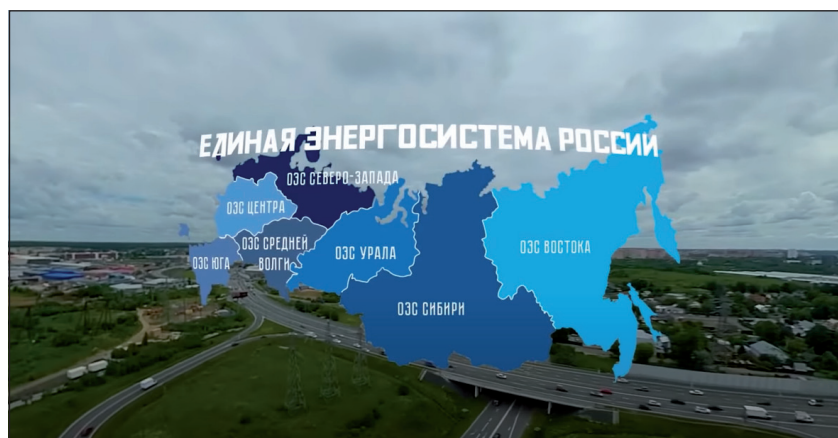 ЕДИНАЯ ЭНЕРГОСИСТЕМА РОССИИ
ОЭС СЕВЕРО-ЗАПАДА
ОЭС ЦЕНТРА
ОЭС СРЕДНЕЙ
ВОЛГИ
ОЭС ЮГА
ОЭС УРАЛА
ОЭС СИБИРИ
ОЭС ВОСТОКА